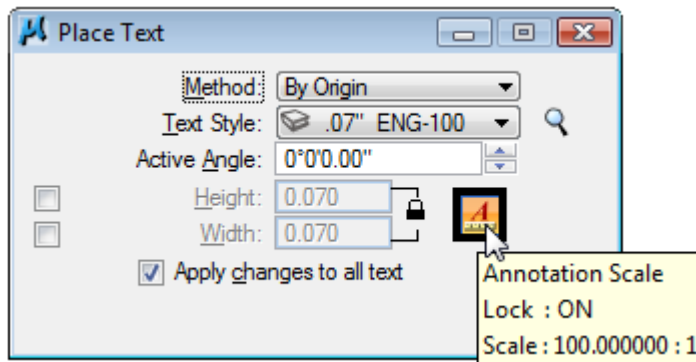 Place Text
Method: By Origin
Text Style: .07" ENG-100
Active Angle: 0°0'0.00"
Height: 0.070
Width: 0.070
Apply changes to all text
Annotation Scale
Lock : ON
Scale : 100.000000 : 1